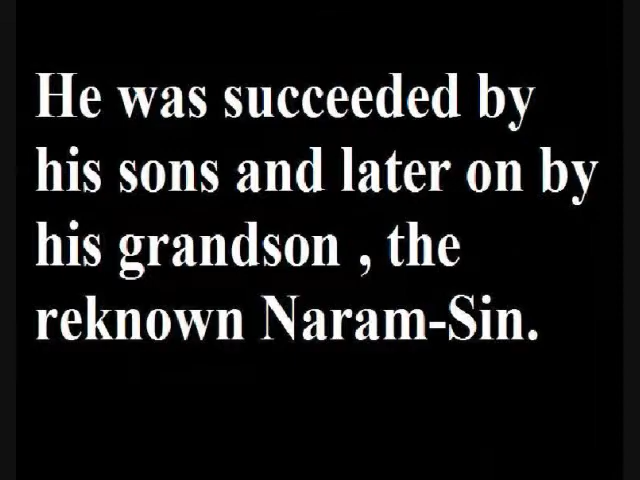 He was succeeded by
his sons and later on by
his grandson , the
reknown Naram-Sin.